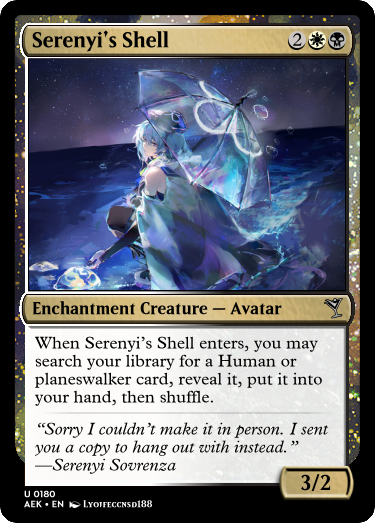 Serenyi's Shell 2
Enchantment Creature — Avatar
When Serenyi's Shell enters, you may
search your library for a Human or
planeswalker card, reveal it, put it into
your hand, then shuffle.
“Sorry I couldn't make it in person. I sent
you a copy to hang out with instead.”
—Serenyi Sovrenza
3/2
U 0180
AEK • EN Lyoffeccnsd188